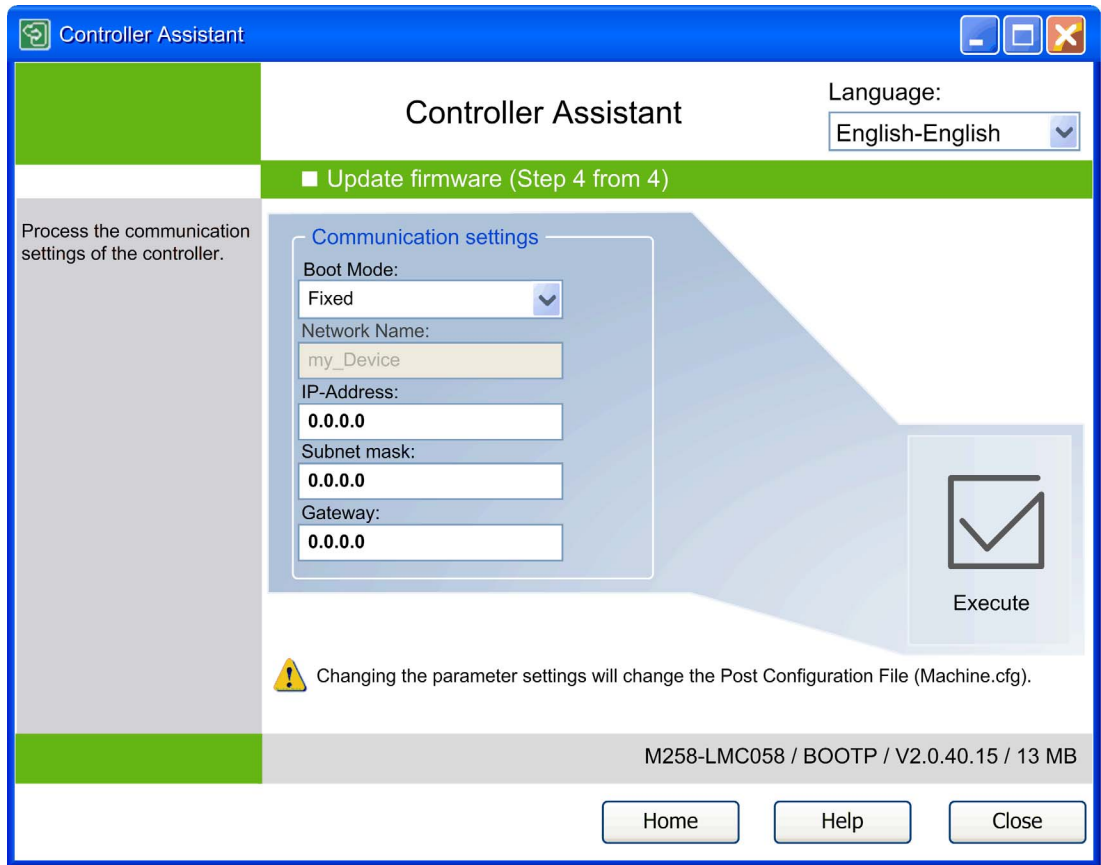 Controller Assistant
Controller Assistant
Language:
English-English
Update firmware (Step 4 from 4)
Process the communication
settings of the controller.
Communication settings
Boot Mode:
Fixed
Network Name:
my_Device
IP-Address:
0.0.0.0
Subnet mask:
0.0.0.0
Gateway:
0.0.0.0
Execute
Changing the parameter settings will change the Post Configuration File (Machine.cfg).
M258-LMC058 / BOOTP / V2.0.40.15 / 13 MB
Home
Help
Close